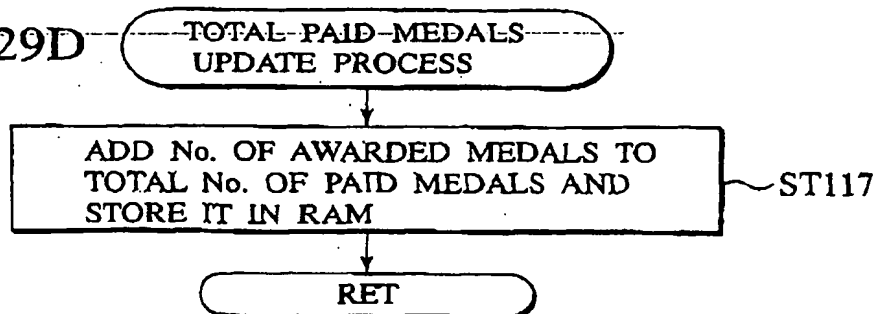 29D
TOTAL PAID MEDALS
UPDATE PROCESS
ADD No. OF AWARDED MEDALS TO
TOTAL No. OF PAID MEDALS AND
STORE IT IN RAM
ST117
RET